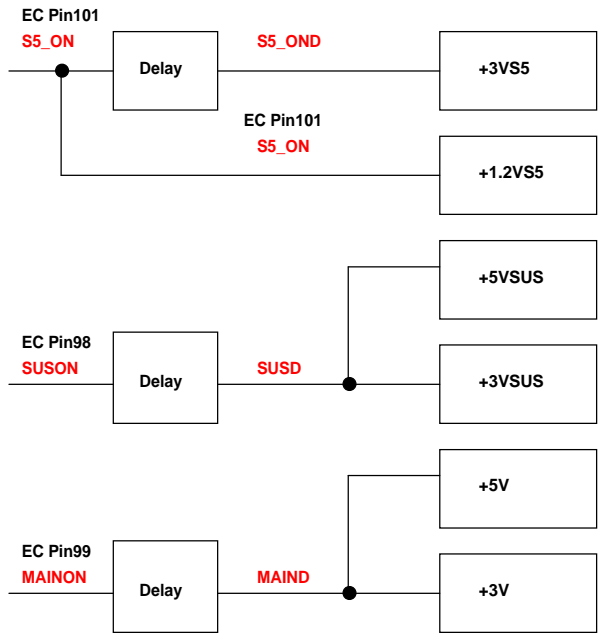 EC Pin101
S5_ON
Delay
S5_OND
+3VS5
EC Pin101
S5_ON
+1.2VS5
+5VSUS
EC Pin98
SUSON
Delay
SUSD
+3VSUS
+5V
EC Pin99
MAINON
Delay
MAIND
+3V